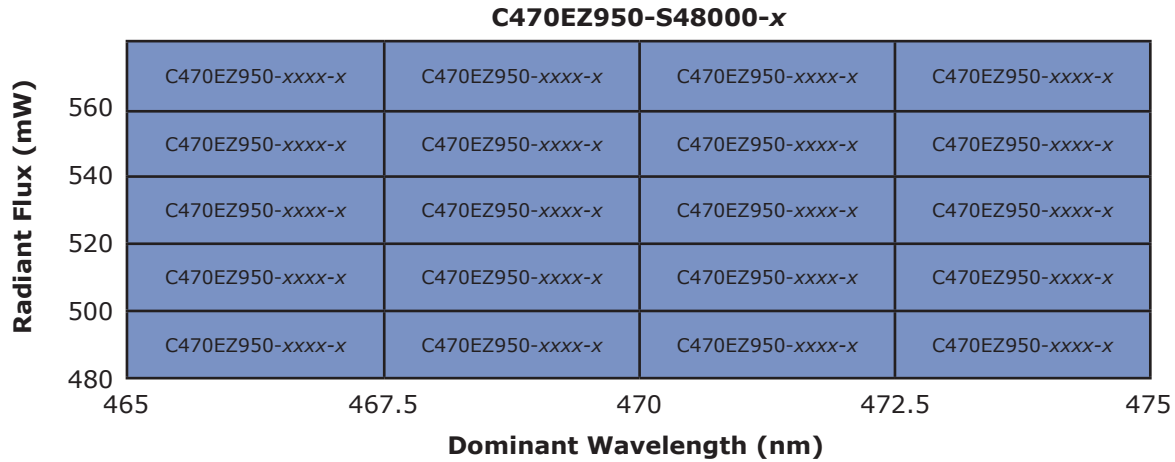 C470EZ950-S48000-x
Radiant Flux (mW)
560
540
520
500
480
C470EZ950-xxxx-x C470EZ950-xxxx-x C470EZ950-xxxx-x C470EZ950-xxxx-x
C470EZ950-xxxx-x C470EZ950-xxxx-x C470EZ950-xxxx-x C470EZ950-xxxx-x
C470EZ950-xxxx-x C470EZ950-xxxx-x C470EZ950-xxxx-x C470EZ950-xxxx-x
C470EZ950-xxxx-x C470EZ950-xxxx-x C470EZ950-xxxx-x C470EZ950-xxxx-x
C470EZ950-xxxx-x C470EZ950-xxxx-x C470EZ950-xxxx-x C470EZ950-xxxx-x
465 467.5 470 472.5 475
Dominant Wavelength (nm)